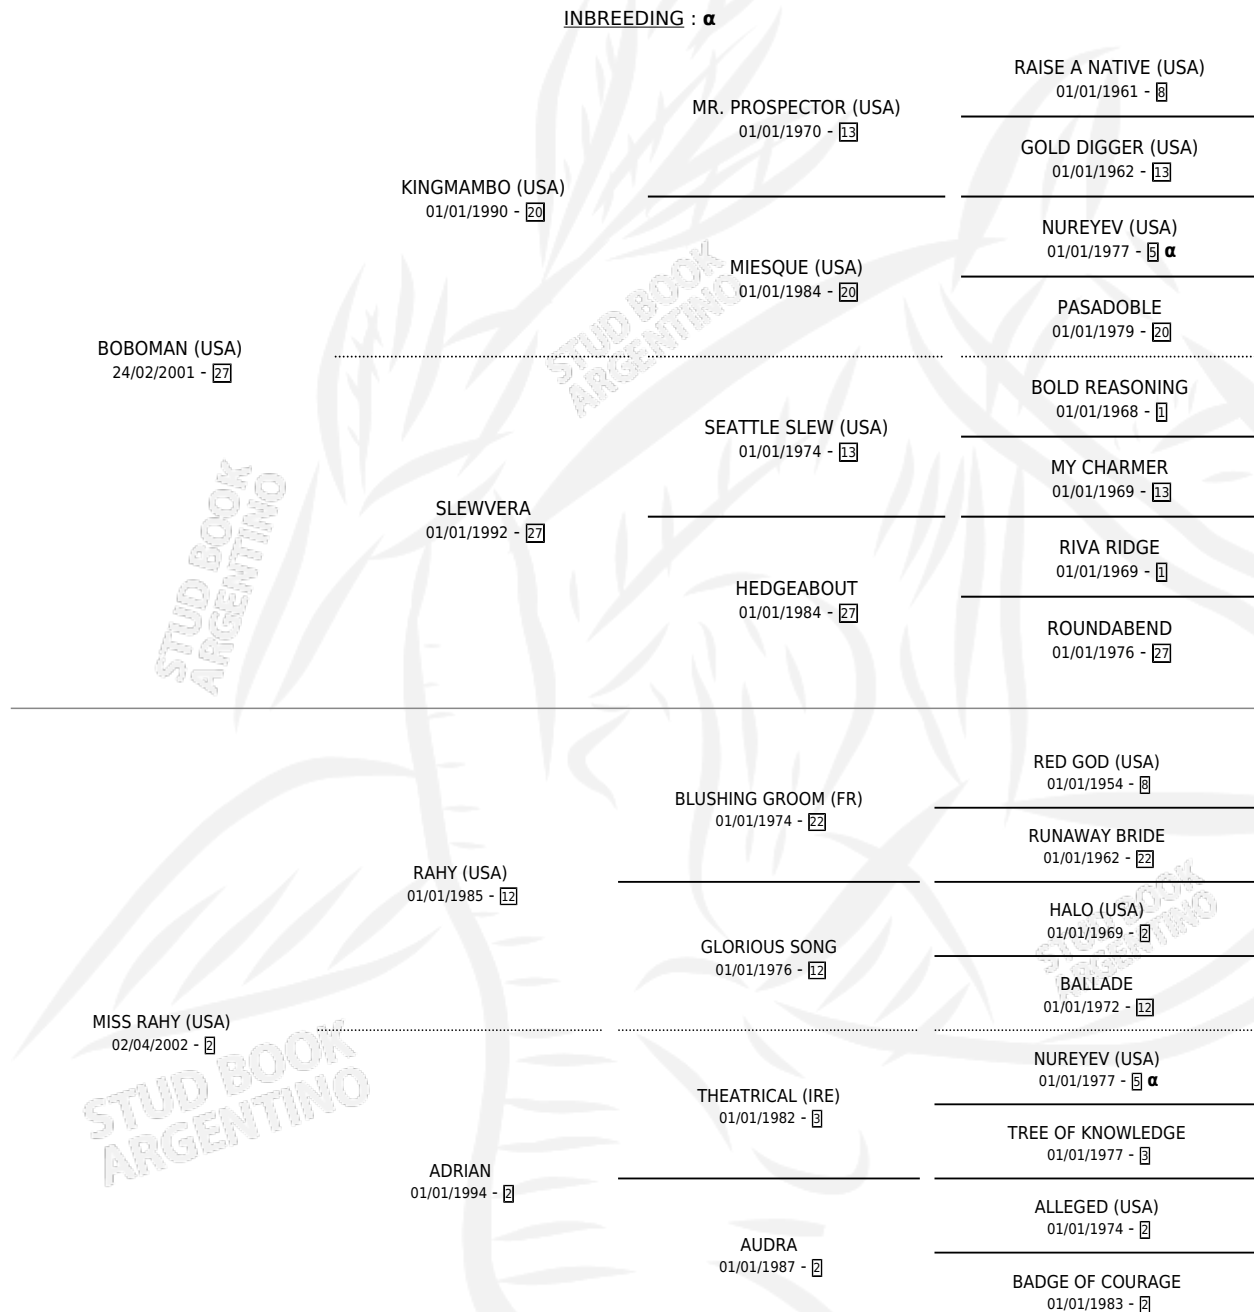 INBREEDING : α
RAISE A NATIVE (USA)
01/01/1961 - 8
MR. PROSPECTOR (USA)
01/01/1970 - 13
GOLD DIGGER (USA)
01/01/1962 - 13
KINGMAMBO (USA)
01/01/1990 - 20
NUREYEV (USA)
01/01/1977 - 5 α
MIESQUE (USA)
01/01/1984 - 20
PASADOBLE
01/01/1979 - 20
BOBOMAN (USA)
24/02/2001 - 27
BOLD REASONING
01/01/1968 - 1
SEATTLE SLEW (USA)
01/01/1974 - 13
MY CHARMER
01/01/1969 - 13
SLEWVERA
01/01/1992 - 27
RIVA RIDGE
01/01/1969 - 1
HEDGEABOUT
01/01/1984 - 27
ROUNDABEND
01/01/1976 - 27
RED GOD (USA)
01/01/1954 - 8
BLUSHING GROOM (FR)
01/01/1974 - 22
RUNAWAY BRIDE
01/01/1962 - 22
RAHY (USA)
01/01/1985 - 12
HALO (USA)
01/01/1969 - 2
GLORIOUS SONG
01/01/1976 - 12
BALLADE
01/01/1972 - 12
MISS RAHY (USA)
02/04/2002 - 2
NUREYEV (USA)
01/01/1977 - 5 α
THEATRICAL (IRE)
01/01/1982 - 3
TREE OF KNOWLEDGE
01/01/1977 - 3
ADRIAN
01/01/1994 - 2
ALLEGED (USA)
01/01/1974 - 2
AUDRA
01/01/1987 - 2
BADGE OF COURAGE
01/01/1983 - 2
STUD BOOK
ARGENTINO
STUD BOOK
ARGENTINO
STUD BOOK
ARGENTINO
STUD BOOK
ARGENTINO